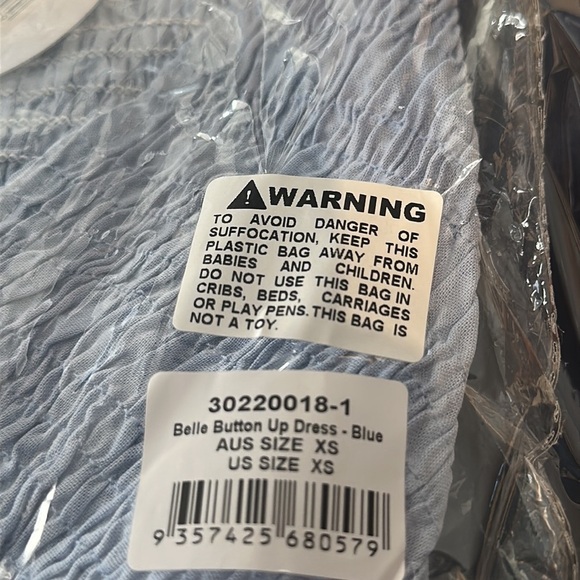 ⚠WARNING
TO AVOID DANGER OF
SUFFOCATION, KEEP THIS
PLASTIC BAG AWAY FROM
BABIES AND CHILDREN.
DO NOT USE THIS BAG IN
CRIBS, BEDS, CARRIAGES
OR PLAY PENS. THIS BAG IS
NOT A TOY.
30220018-1
Belle Button Up Dress - Blue
AUS SIZE XS
US SIZE XS
9 357425 680579